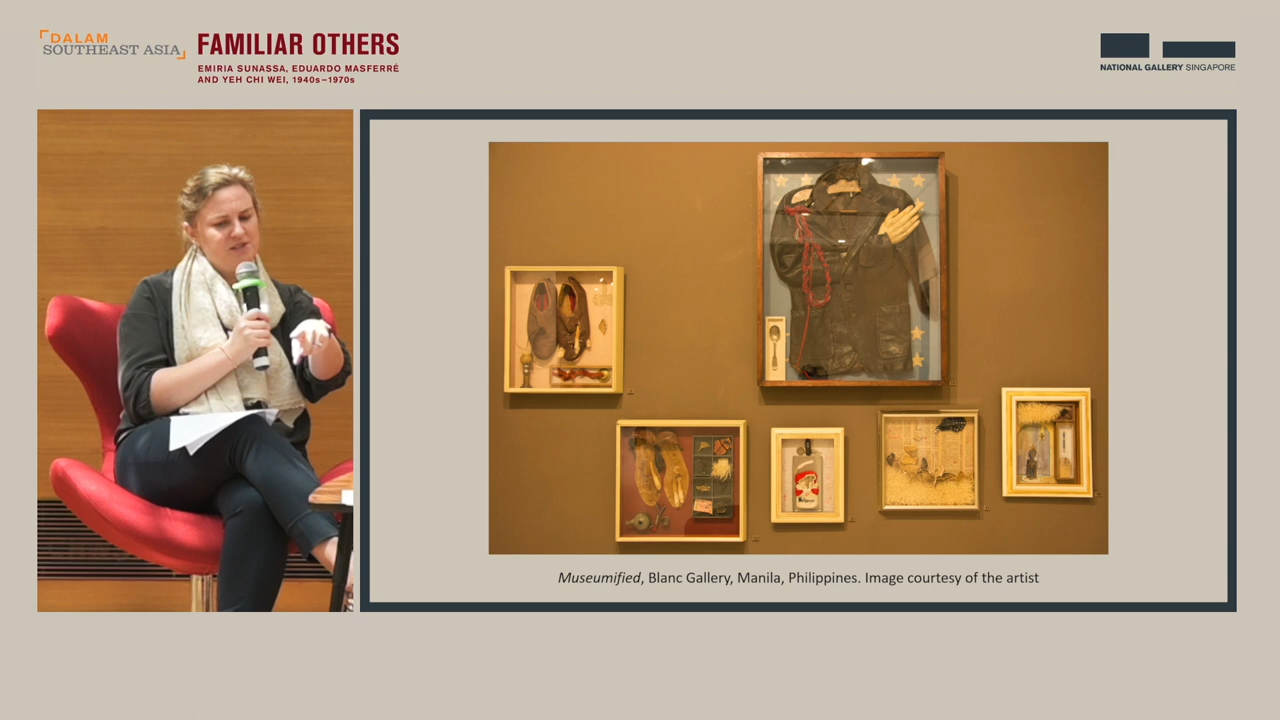 DALAM
SOUTHEAST ASIA
FAMILIAR OTHERS
EMIRIA SUNASSA, EDUARDO MASFERRÉ
AND YEH CHI WEI, 1940s–1970s
NATIONAL GALLERY SINGAPORE
Museumified, Blanc Gallery, Manila, Philippines. Image courtesy of the artist